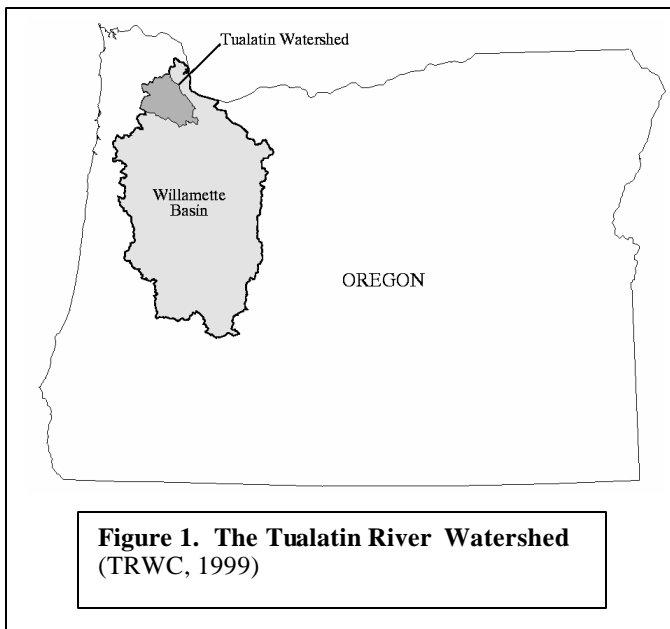 Tualatin Watershed
Willamette
Basin
OREGON
Figure 1. The Tualatin River Watershed
(TRWC, 1999)